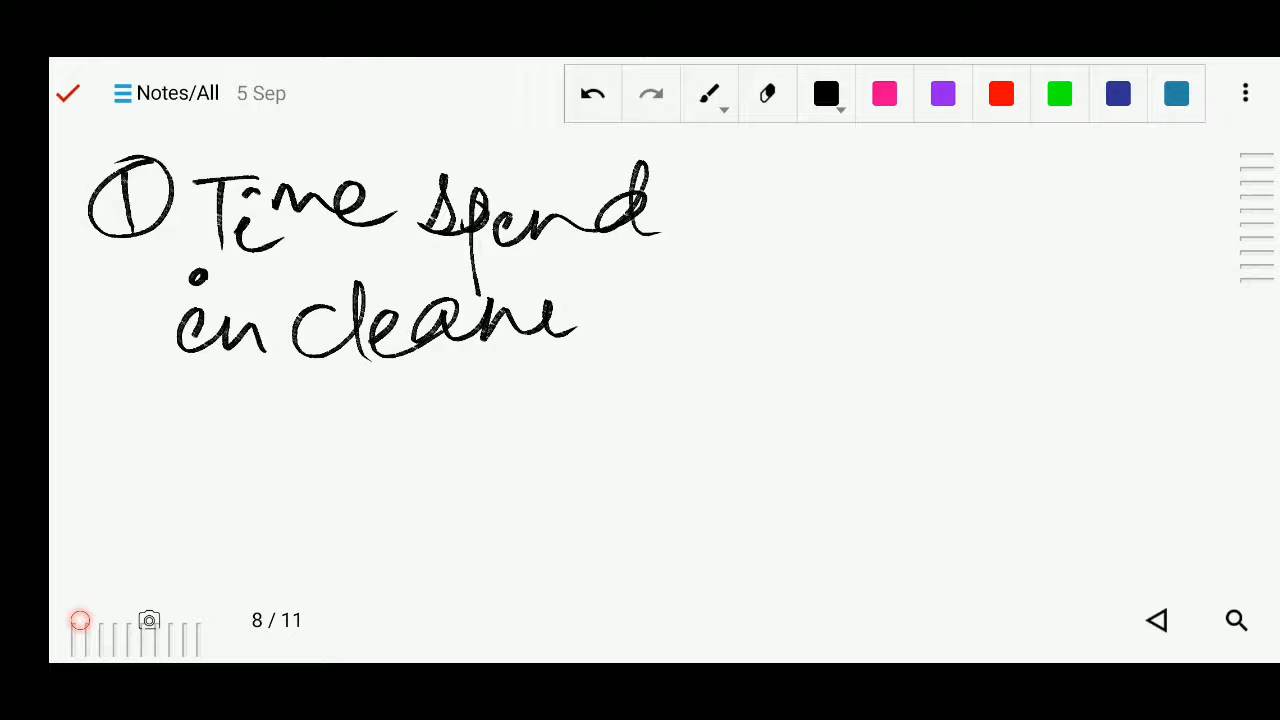 Notes/All 5 Sep
① Time spend
in cleane
8 / 11